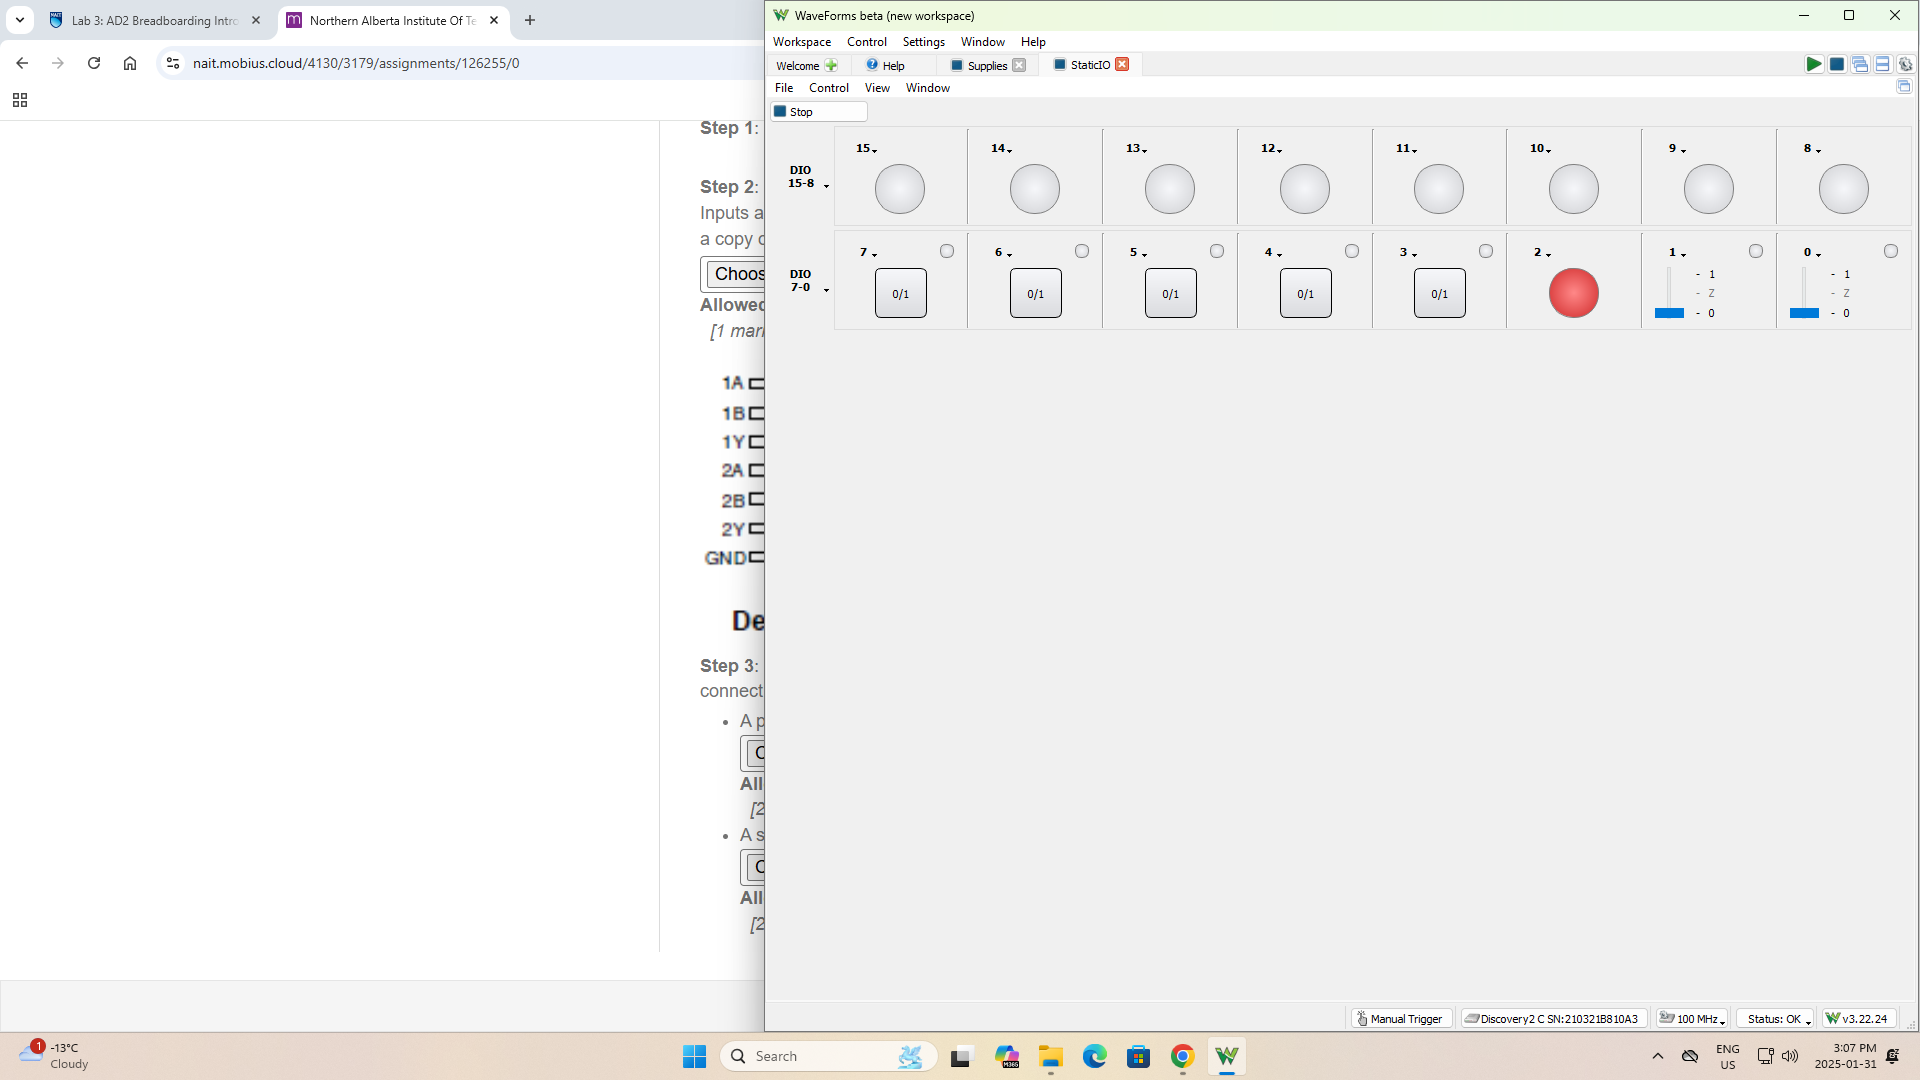 Lab 3: AD2 Breadboarding Intro
Northern Alberta Institute Of Te
nait.mobius.cloud/4130/3179/assignments/126255/0
Step 1:
Step 2:
Inputs a
a copy o
Choos
Allowed
[1 mar
1A
1B
1Y
2A
2B
2Y
GND
De
Step 3:
connect
A p
C
All
[2
A s
C
All
[2
WaveForms beta (new workspace)
Workspace Control Settings Window Help
Welcome Help Supplies StaticIO
File Control View Window
Stop
DIO
15-8
15 14 13 12 11 10 9 8
DIO
7-0
7 6 5 4 3 2 1 0
0/1 0/1 0/1 0/1 0/1
- 1 - 1
- Z - Z
- 0 - 0
Manual Trigger Discovery2 C SN:210321B810A3 100 MHz Status: OK v3.22.24
1
-13°C
Cloudy
Search
M365
ENG
US
3:07 PM
2025-01-31